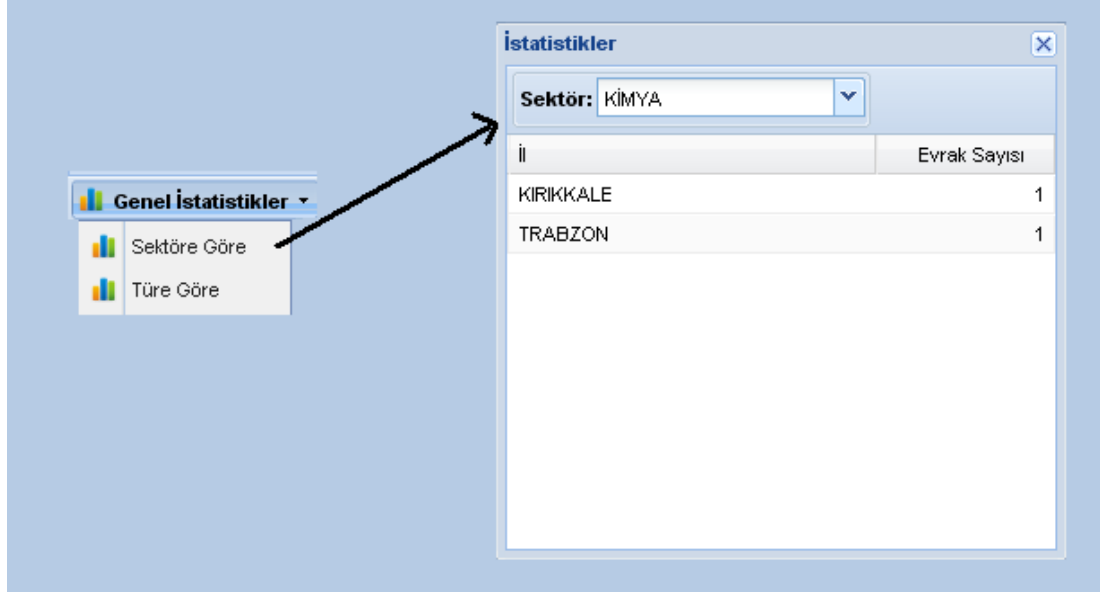 Genel İstatistikler
Sektöre Göre
Türe Göre
İstatistikler
Sektör: KİMYA
İl Evrak Sayısı
KIRIKKALE 1
TRABZON 1